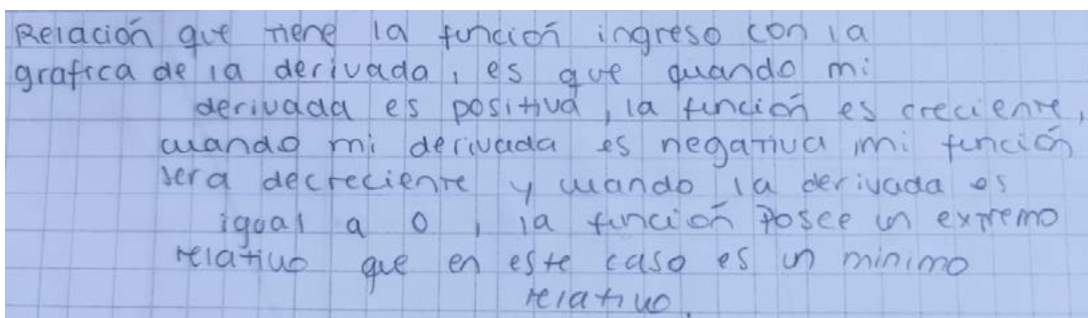 Relación que tiene la función ingreso con la
grafica de la derivada, es que quando mi
derivada es positiva, la función es creciente,
cuando mi derivada es negativa mi función
sera decreciente y cuando la derivada es
igual a 0, la función posee un extremo
relativo que en este caso es un minimo
relativo.